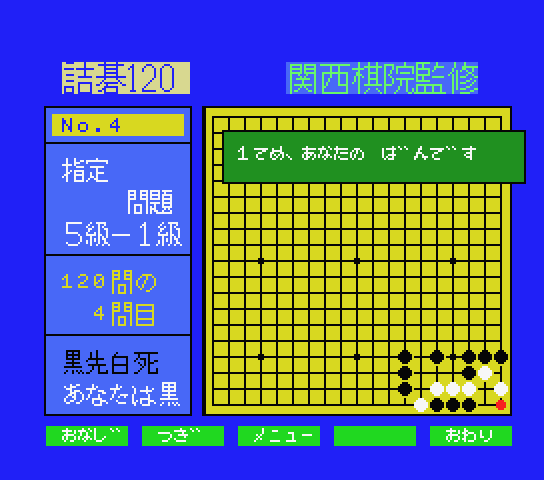 詰碁120
関西棋院監修
No.4
1てめ、あなたの ばんです
指定
問題
5級－1級
120問の
4問目
黒先白死
あなたは黒
おなじ
つぎ
メニュー
おわり